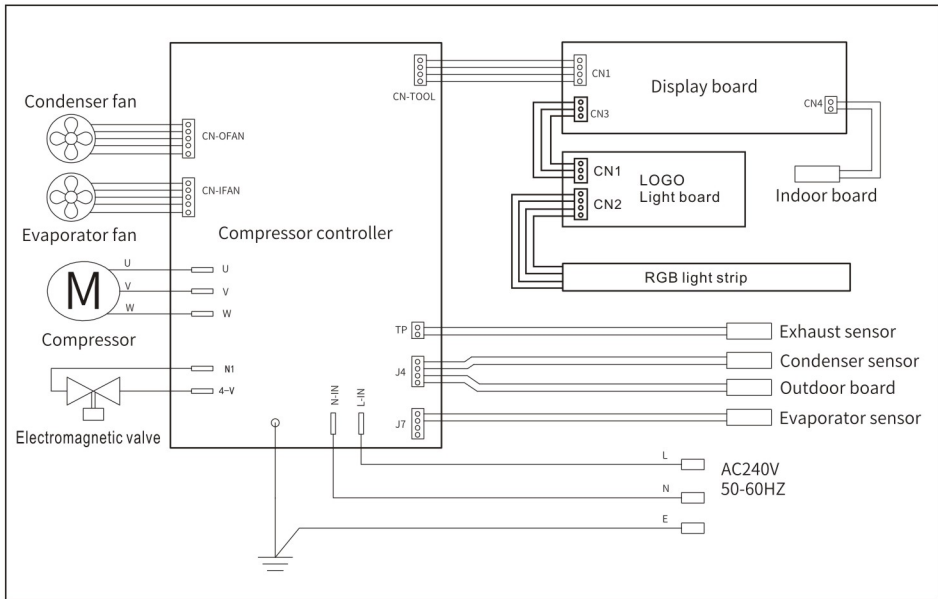 Condenser fan
CN-OFAN
CN-IFAN
Evaporator fan
Compressor controller
CN-TOOL
CN1
Display board
CN3
CN4
CN1
LOGO
Light board
CN2
Indoor board
RGB light strip
M
U
V
W
U
V
W
Compressor
N1
4-V
Electromagnetic valve
TP
Exhaust sensor
J4
Condenser sensor
Outdoor board
J7
Evaporator sensor
N-IN
L-IN
L
N
E
AC240V
50-60HZ